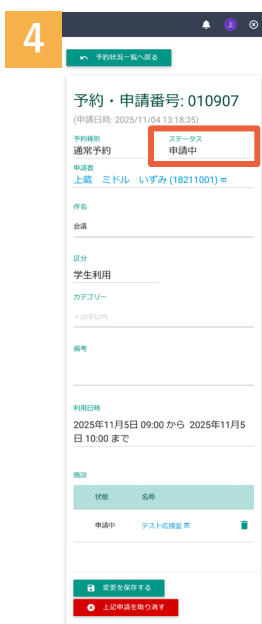 4
上
予約状況一覧へ戻る
予約・申請番号: 010907
(申請日時: 2025/11/04 13:18:35)
予約種別 ステータス
通常予約 申請中
申請者
上蔵 ミドル いずみ (18211001)
件名
会議
区分
学生利用
カテゴリー
* 20字以内
備考
利用日時
2025年11月5日 09:00 から 2025年11月5
日 10:00 まで
施設
状態 名称
申請中 テスト応接室
変更を保存する
上記申請を取り消す